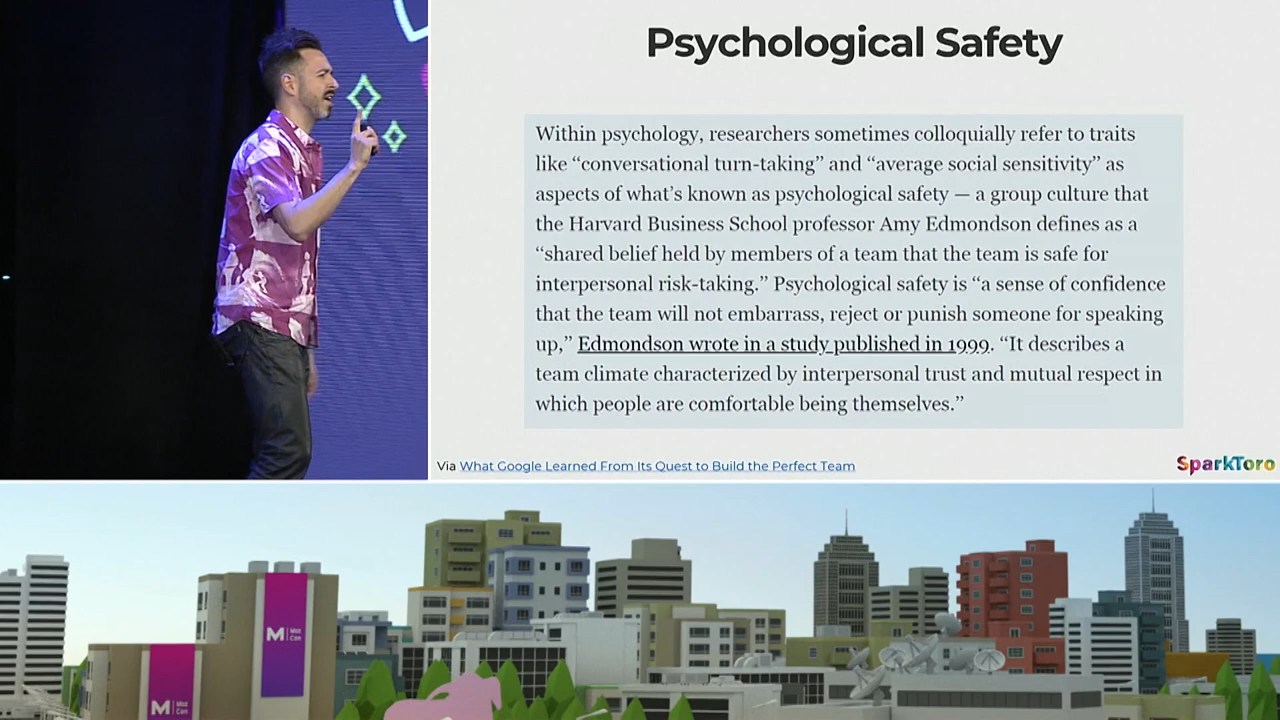 Psychological Safety
Within psychology, researchers sometimes colloquially refer to traits
like “conversational turn-taking” and “average social sensitivity” as
aspects of what’s known as psychological safety — a group culture that
the Harvard Business School professor Amy Edmondson defines as a
“shared belief held by members of a team that the team is safe for
interpersonal risk-taking.” Psychological safety is “a sense of confidence
that the team will not embarrass, reject or punish someone for speaking
up,” Edmondson wrote in a study published in 1999. “It describes a
team climate characterized by interpersonal trust and mutual respect in
which people are comfortable being themselves.”
Via What Google Learned From Its Quest to Build the Perfect Team
SparkToro
M | Moz
Con
M | Moz
Con